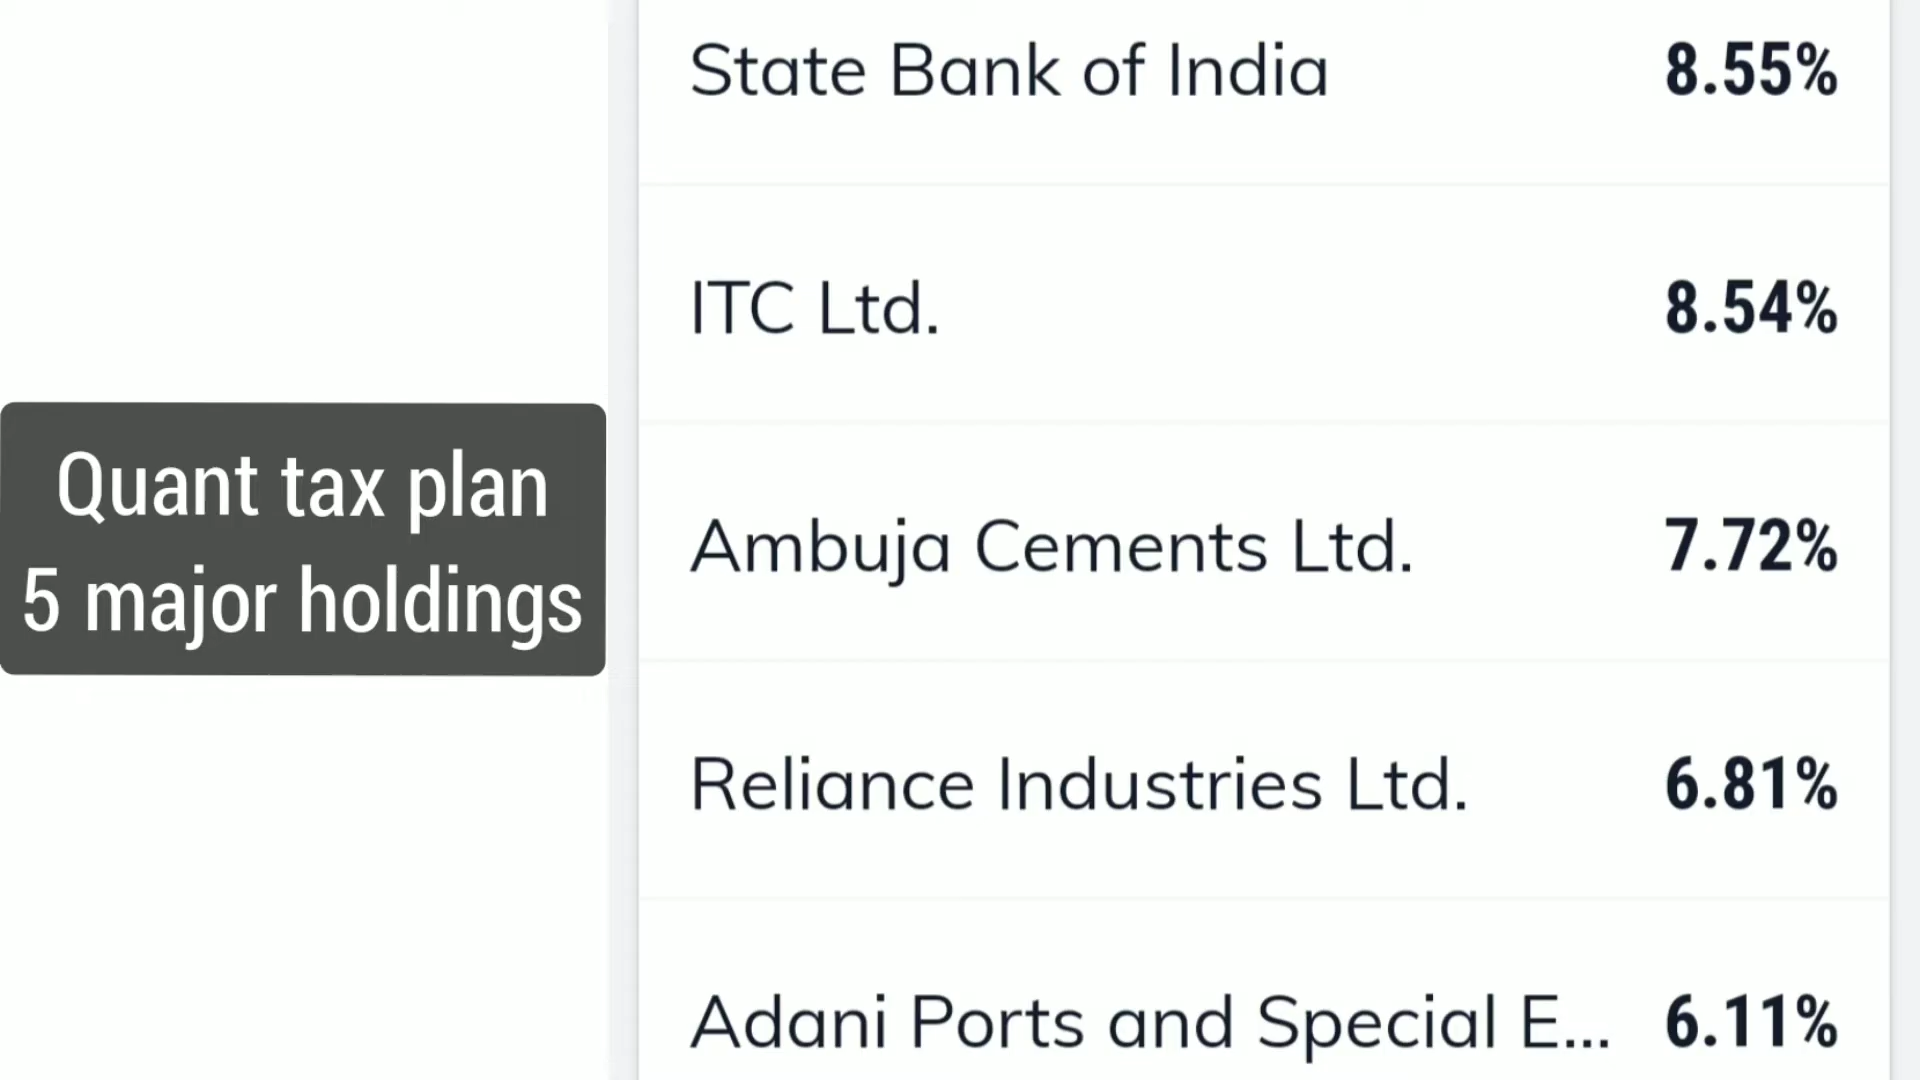 State Bank of India 8.55%
ITC Ltd. 8.54%
Quant tax plan
5 major holdings
Ambuja Cements Ltd. 7.72%
Reliance Industries Ltd. 6.81%
Adani Ports and Special E... 6.11%